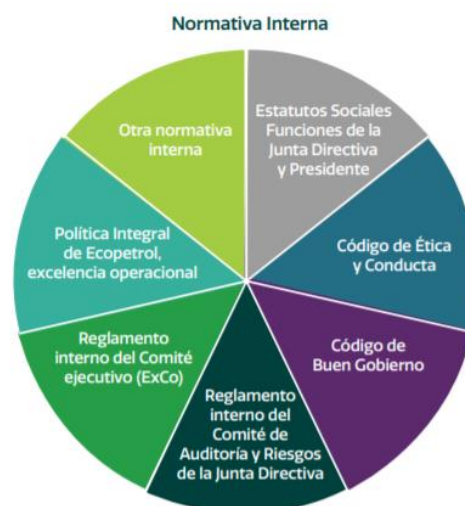 Normativa Interna
Estatutos Sociales
Funciones de la
Junta Directiva
y Presidente
Código de Ética
y Conducta
Código de
Buen Gobierno
Reglamento
interno del
Comité de
Auditoría y Riesgos
de la Junta Directiva
Reglamento
interno del Comité
ejecutivo (ExCo)
Política Integral
de Ecopetrol,
excelencia operacional
Otra normativa
interna